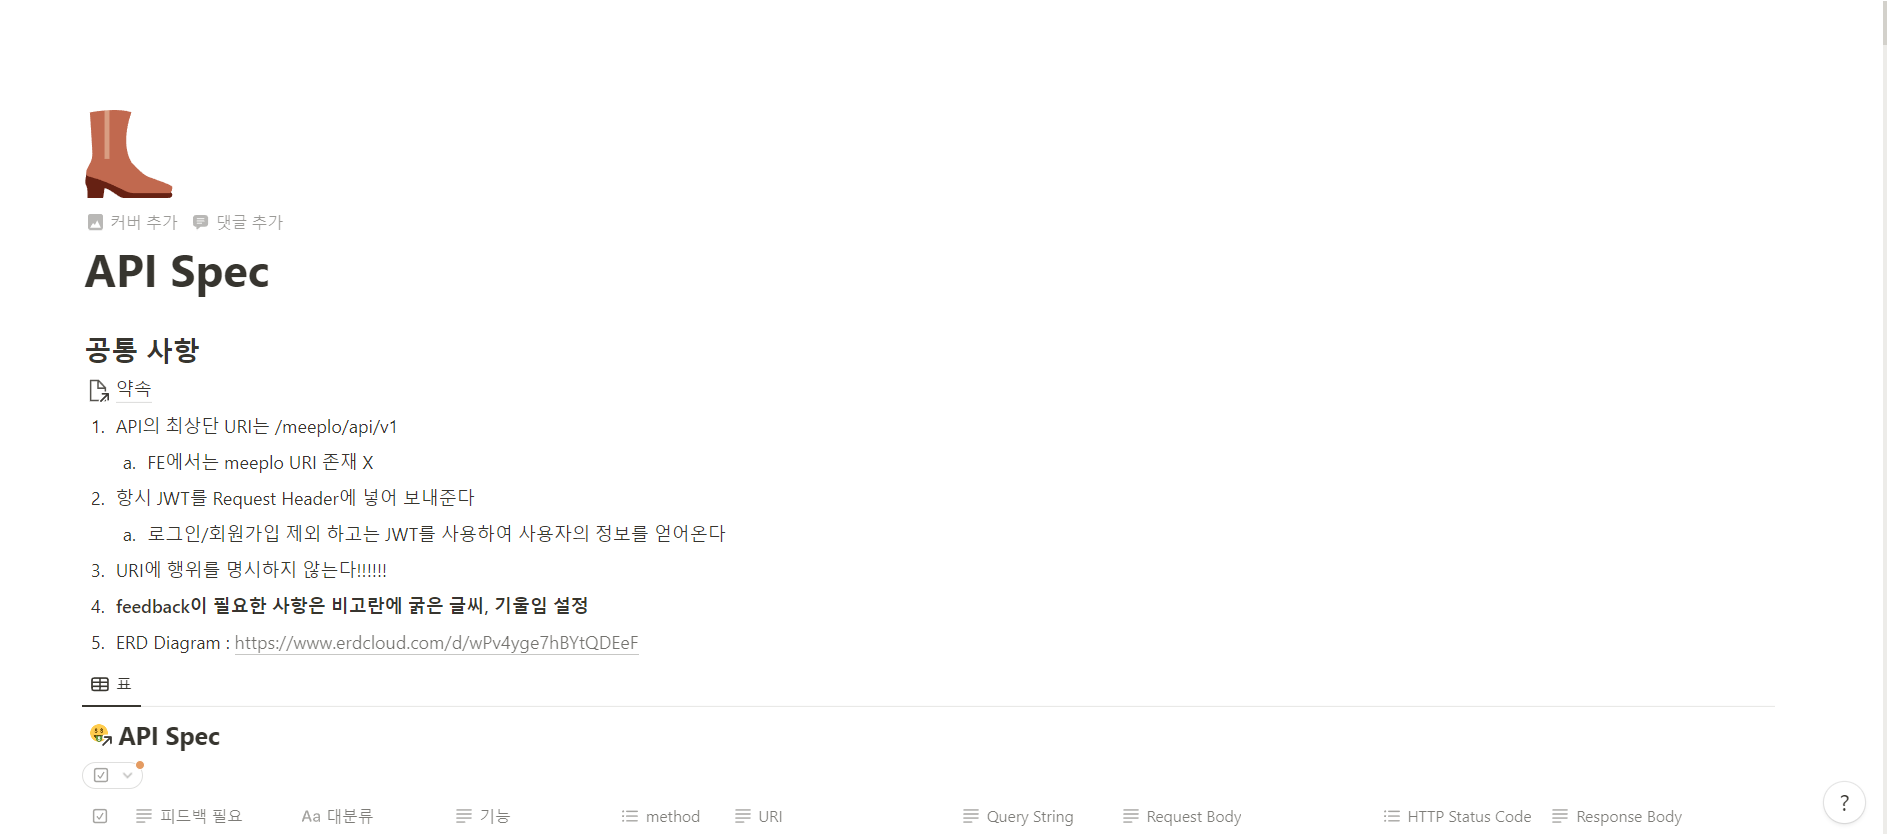 커버 추가 댓글 추가
API Spec
공통 사항
약속
1. API의 최상단 URI는 /meeplo/api/v1
a. FE에서는 meeplo URI 존재 X
2. 항시 JWT를 Request Header에 넣어 보내준다
a. 로그인/회원가입 제외 하고는 JWT를 사용하여 사용자의 정보를 얻어온다
3. URI에 행위를 명시하지 않는다!!!!!!
4. feedback이 필요한 사항은 비고란에 굵은 글씨, 기울임 설정
5. ERD Diagram : https://www.erdcloud.com/d/wPv4yge7hBYtQDEeF
표
API Spec
피드백 필요 Aa 대분류 기능 method URI Query String Request Body HTTP Status Code Response Body
?